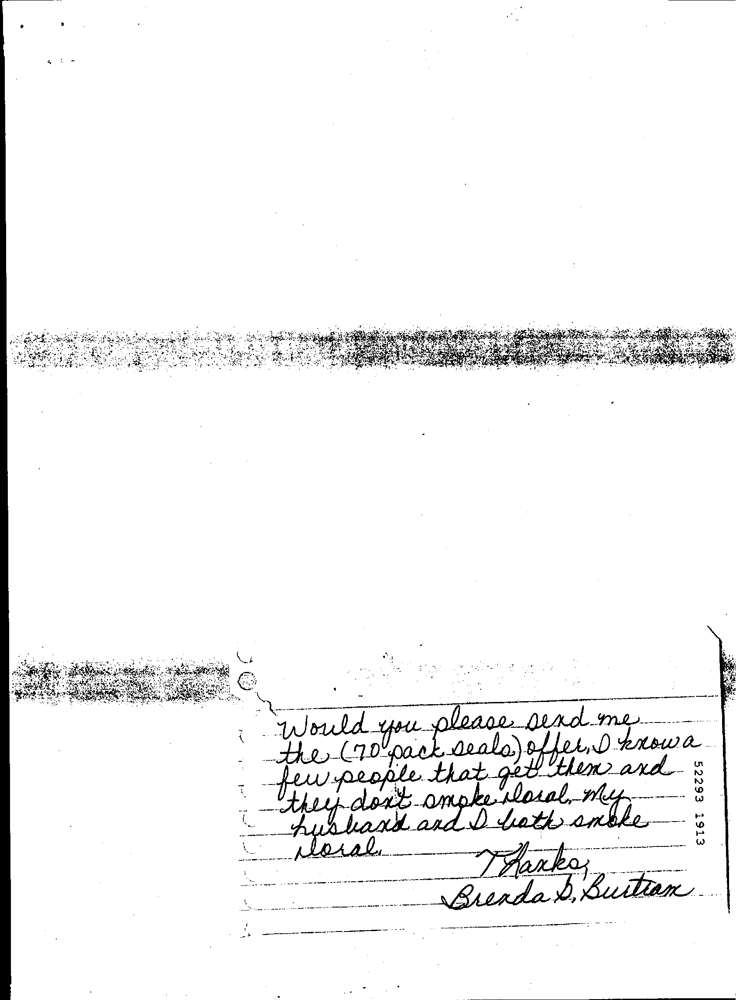 Would you please send me
the (70 pack seals) offer, I know a
few people that get them and
they don't smoke Doral. My
husband and I both smoke
Doral.
Thanks,
Brenda S.
52293 1913